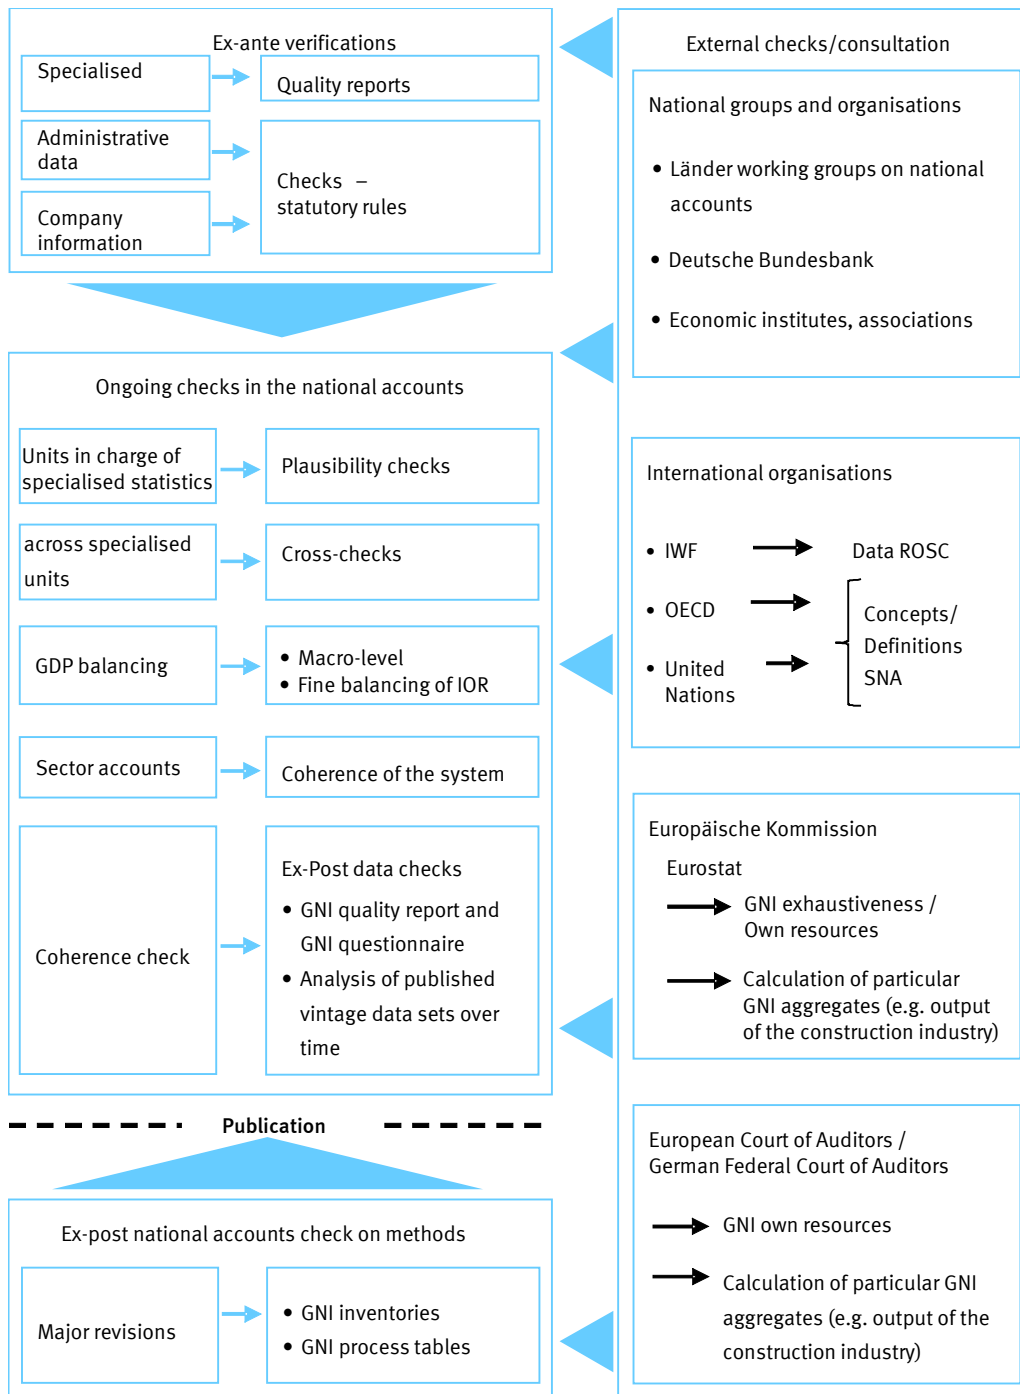 Ex-ante verifications
Specialised
Quality reports
Administrative
data
Company
information
Checks –
statutory rules
Ongoing checks in the national accounts
Units in charge of
specialised statistics
Plausibility checks
across specialised
units
Cross-checks
GDP balancing
• Macro-level
• Fine balancing of IOR
Sector accounts
Coherence of the system
Coherence check
Ex-Post data checks
• GNI quality report and
GNI questionnaire
• Analysis of published
vintage data sets over
time
Publication
Ex-post national accounts check on methods
Major revisions
• GNI inventories
• GNI process tables
External checks/consultation
National groups and organisations
• Länder working groups on national
accounts
• Deutsche Bundesbank
• Economic institutes, associations
International organisations
• IWF
Data ROSC
• OECD
• United
Nations
Concepts/
Definitions
SNA
Europäische Kommission
Eurostat
GNI exhaustiveness /
Own resources
Calculation of particular
GNI aggregates (e.g. output
of the construction industry)
European Court of Auditors /
German Federal Court of Auditors
GNI own resources
Calculation of particular GNI
aggregates (e.g. output of the
construction industry)